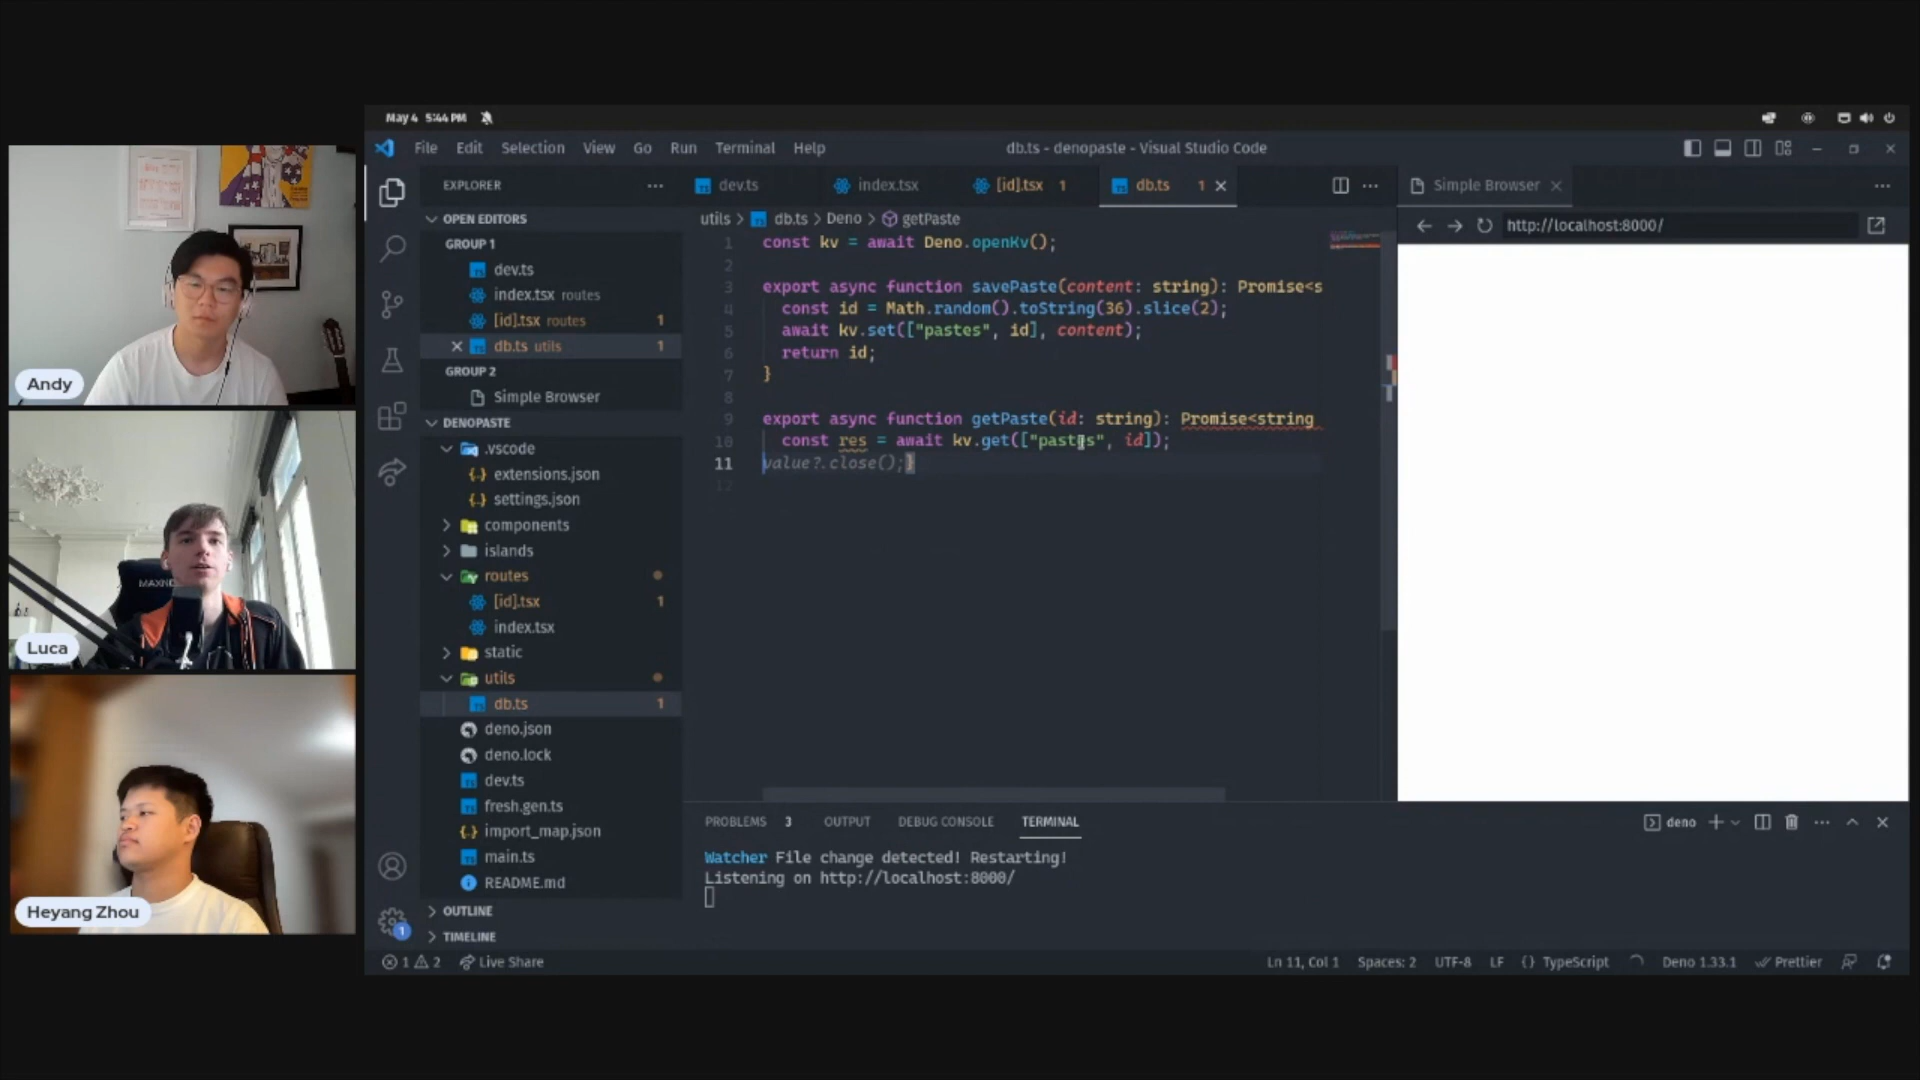 May 4 5:44 PM
File Edit Selection View Go Run Terminal Help
db.ts - denopaste - Visual Studio Code
EXPLORER
dev.ts
index.tsx
[id].tsx 1
db.ts 1
Simple Browser
OPEN EDITORS
GROUP 1
dev.ts
index.tsx routes
[id].tsx routes 1
db.ts utils 1
GROUP 2
Simple Browser
DENOPASTE
.vscode
extensions.json
settings.json
components
islands
routes
[id].tsx 1
index.tsx
static
utils
db.ts 1
deno.json
deno.lock
dev.ts
fresh.gen.ts
import_map.json
main.ts
README.md
OUTLINE
TIMELINE
utils > db.ts > Deno > getPaste
1 const kv = await Deno.openKv();
2
3 export async function savePaste(content: string): Promise<s
4 const id = Math.random().toString(36).slice(2);
5 await kv.set(["pastes", id], content);
6 return id;
7 }
8
9 export async function getPaste(id: string): Promise<string
10 const res = await kv.get(["pastes", id]);
11 value?.close();}
12
http://localhost:8000/
PROBLEMS 3 OUTPUT DEBUG CONSOLE TERMINAL
deno
Watcher File change detected! Restarting!
Listening on http://localhost:8000/
1
1 2 Live Share
Ln 11, Col 1 Spaces: 2 UTF-8 LF {} TypeScript Deno 1.33.1 Prettier
Andy
MAXN
Luca
Heyang Zhou